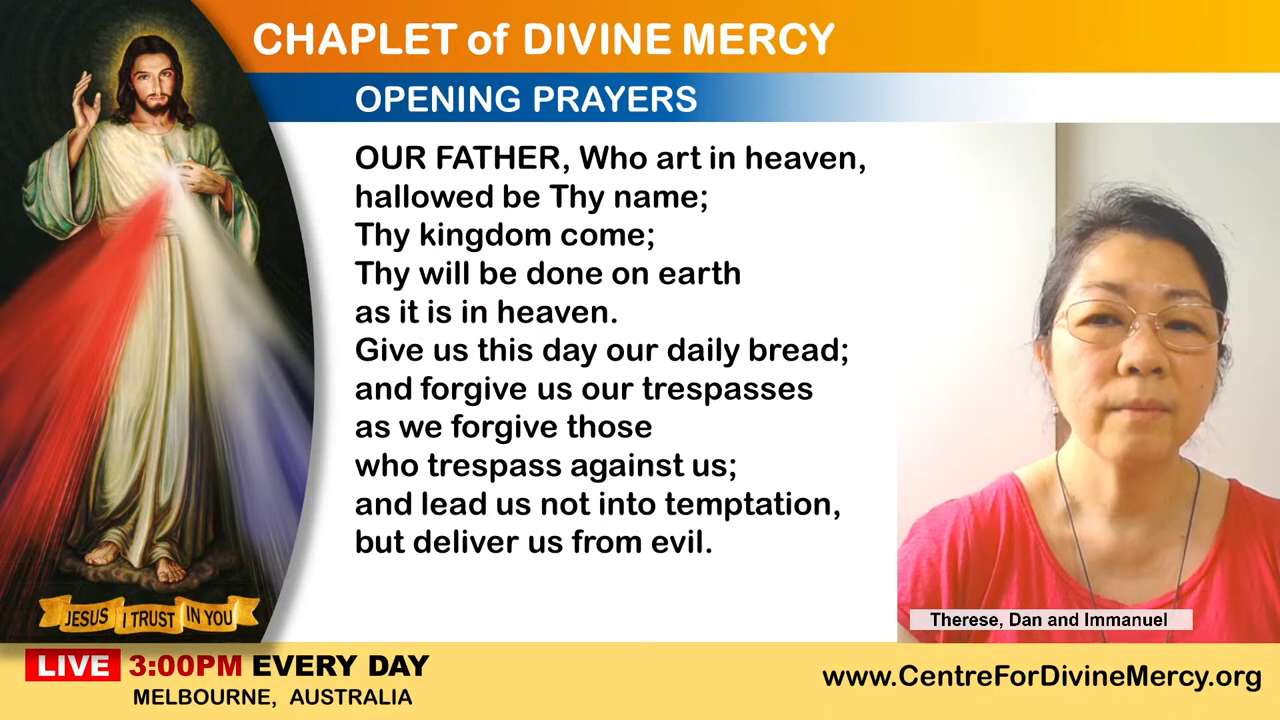 CHAPLET of DIVINE MERCY
OPENING PRAYERS
OUR FATHER, Who art in heaven,
hallowed be Thy name;
Thy kingdom come;
Thy will be done on earth
as it is in heaven.
Give us this day our daily bread;
and forgive us our trespasses
as we forgive those
who trespass against us;
and lead us not into temptation,
but deliver us from evil.
JESUS I TRUST IN YOU
Therese, Dan and Immanuel
LIVE 3:00PM EVERY DAY
MELBOURNE, AUSTRALIA
www.CentreForDivineMercy.org